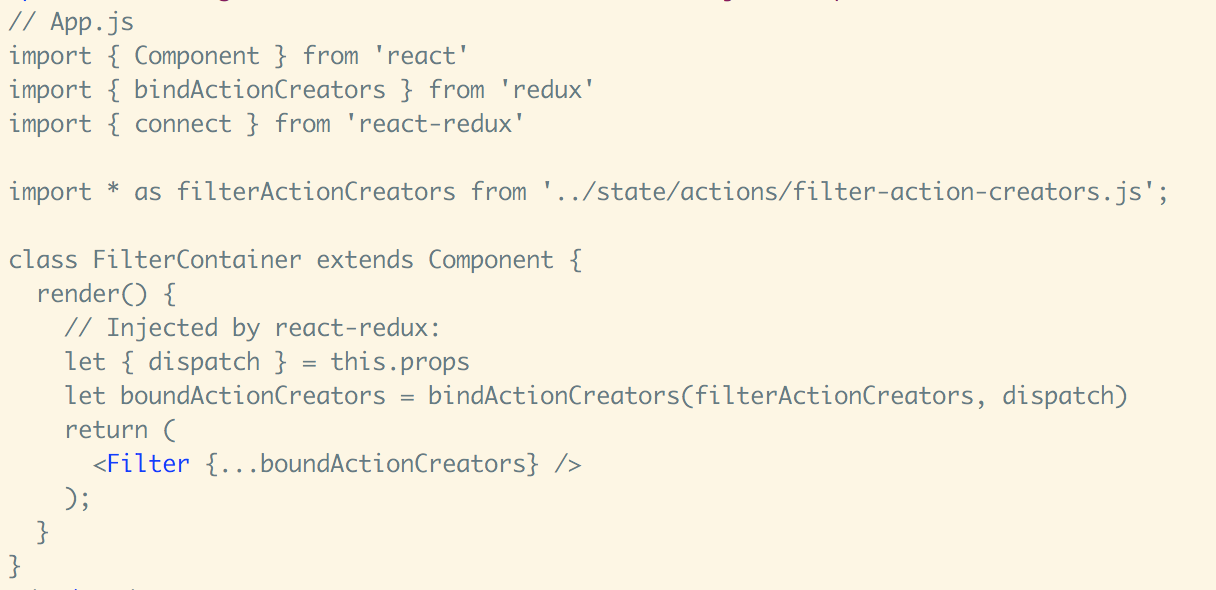 // App.js
import { Component } from 'react'
import { bindActionCreators } from 'redux'
import { connect } from 'react-redux'
import * as filterActionCreators from '../state/actions/filter-action-creators.js';
class FilterContainer extends Component {
  render() {
    // Injected by react-redux:
    let { dispatch } = this.props
    let boundActionCreators = bindActionCreators(filterActionCreators, dispatch)
    return (
      <Filter {...boundActionCreators} />
    );
  }
}